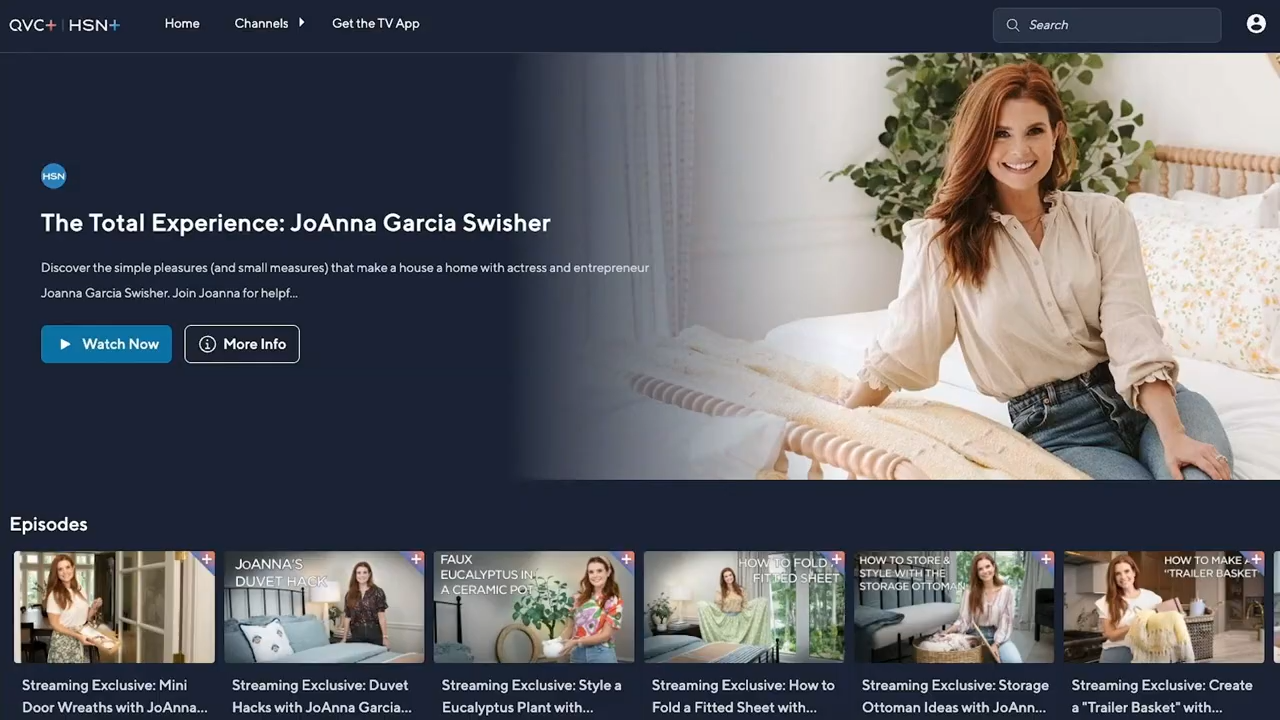 QVC+ | HSN+
Home
Channels
Get the TV App
Search
HSN
The Total Experience: JoAnna Garcia Swisher
Discover the simple pleasures (and small measures) that make a house a home with actress and entrepreneur
Joanna Garcia Swisher. Join Joanna for helpf...
Watch Now
More Info
Episodes
JoANNA'S
DUVET HACK
FAUX
EUCALYPTUS IN
A CERAMIC POT
HOW TO FOLD A
FITTED SHEET
HOW TO STORE &
STYLE WITH THE
STORAGE OTTOMAN
HOW TO MAKE A
"TRAILER BASKET"
Streaming Exclusive: Mini
Door Wreaths with JoAnna...
Streaming Exclusive: Duvet
Hacks with JoAnna Garcia...
Streaming Exclusive: Style a
Eucalyptus Plant with...
Streaming Exclusive: How to
Fold a Fitted Sheet with...
Streaming Exclusive: Storage
Ottoman Ideas with JoAnn...
Streaming Exclusive: Create
a "Trailer Basket" with...